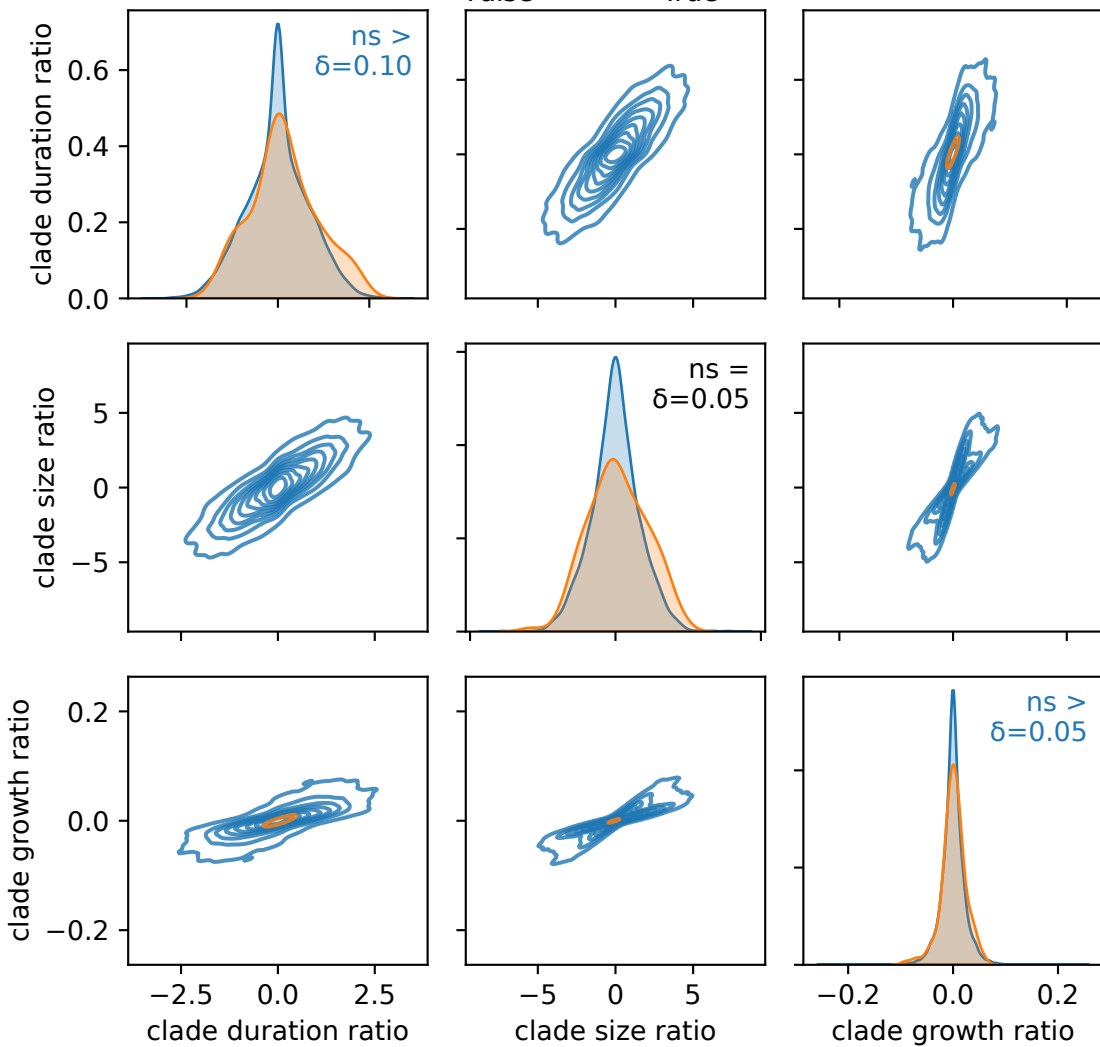 clade duration ratio
0.6
0.4
0.2
0.0
ns >
δ=0.10
clade size ratio
5
0
−5
ns =
δ=0.05
clade growth ratio
0.2
0.0
−0.2
ns >
δ=0.05
−2.5 0.0 2.5
−5 0 5
−0.2 0.0 0.2
clade duration ratio
clade size ratio
clade growth ratio